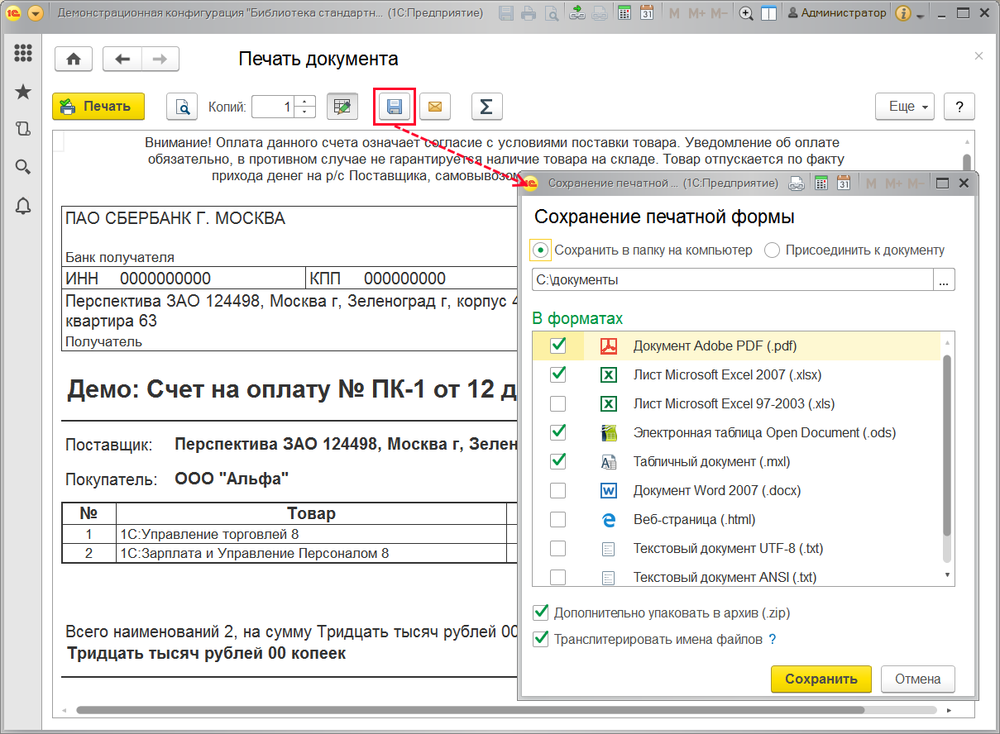 Демонстрационная конфигурация "Библиотека стандартн... (1С:Предприятие)
31 M M+ M− Администратор
Печать документа
Печать
Копий: 1
Σ
Еще
?
Внимание! Оплата данного счета означает согласие с условиями поставки товара. Уведомление об оплате
обязательно, в противном случае не гарантируется наличие товара на складе. Товар отпускается по факту
прихода денег на р/с Поставщика, самовывозом
ПАО СБЕРБАНК Г. МОСКВА
Банк получателя
ИНН 0000000000 КПП 000000000
Перспектива ЗАО 124498, Москва г, Зеленоград г, корпус 4
квартира 63
Получатель
Демо: Счет на оплату № ПК-1 от 12 д
Поставщик: Перспектива ЗАО 124498, Москва г, Зелен
Покупатель: ООО "Альфа"
№ Товар
1 1С:Управление торговлей 8
2 1С:Зарплата и Управление Персоналом 8
Всего наименований 2, на сумму Тридцать тысяч рублей 00
Тридцать тысяч рублей 00 копеек
Сохранение печатной ... (1С:Предприятие) 31 M M+ M−
Сохранение печатной формы
Сохранить в папку на компьютер Присоединить к документу
C:\документы ...
В форматах
Документ Adobe PDF (.pdf)
Лист Microsoft Excel 2007 (.xlsx)
Лист Microsoft Excel 97-2003 (.xls)
Электронная таблица Open Document (.ods)
Табличный документ (.mxl)
Документ Word 2007 (.docx)
Веб-страница (.html)
Текстовый документ UTF-8 (.txt)
Текстовый документ ANSI (.txt)
Дополнительно упаковать в архив (.zip)
Транслитерировать имена файлов ?
Сохранить Отмена